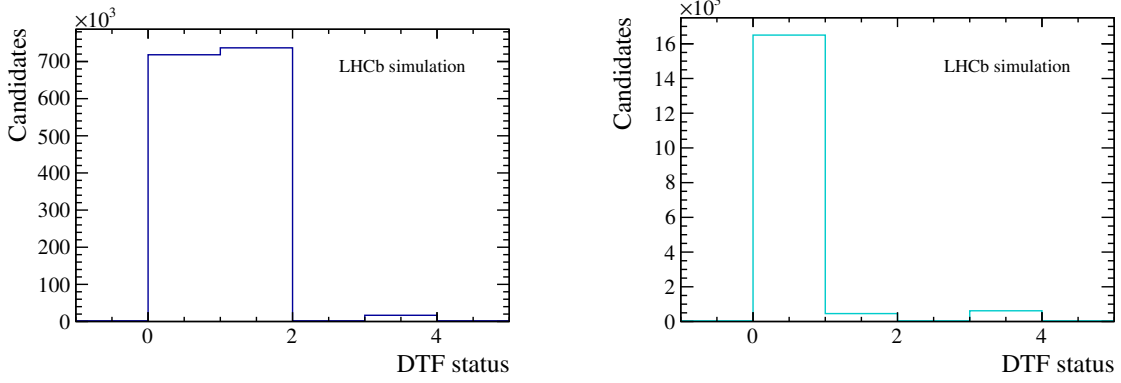 ×10³
Candidates
700
600
500
400
300
200
100
0
LHCb simulation
0 2 4
DTF status
×10³
Candidates
16
14
12
10
8
6
4
2
0
LHCb simulation
0 2 4
DTF status